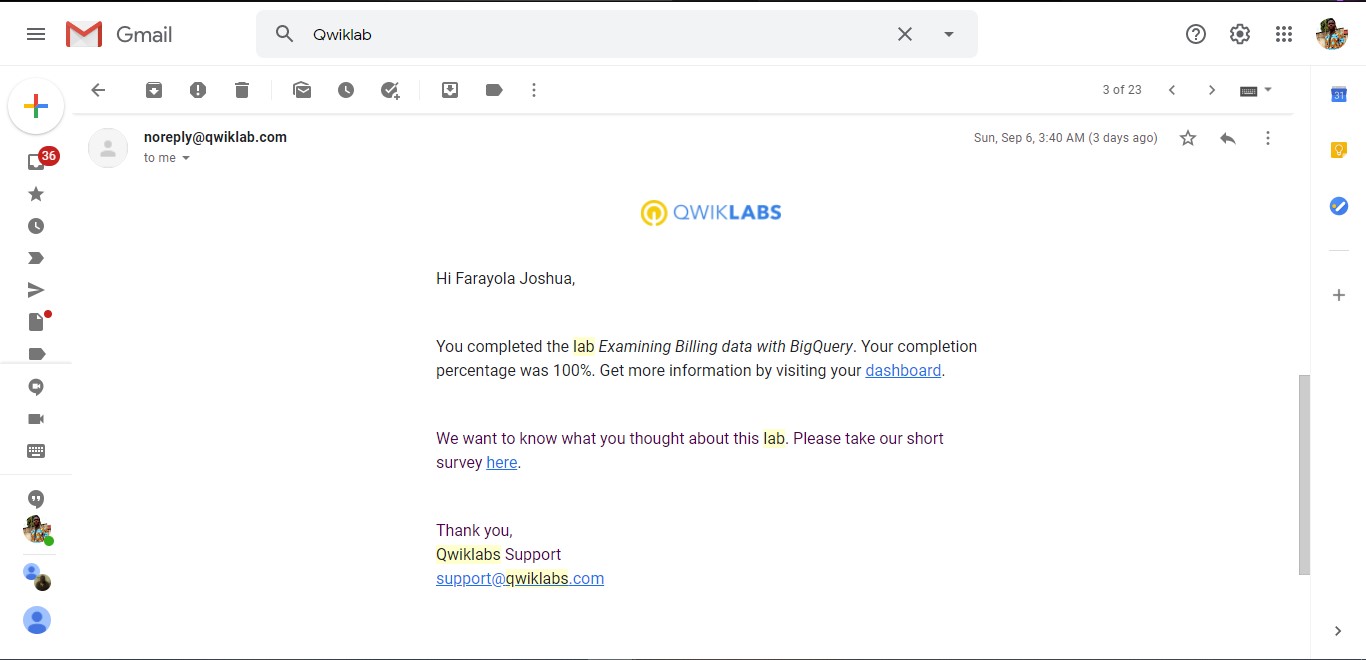 Gmail
Qwiklab
3 of 23
36
31
noreply@qwiklab.com
Sun, Sep 6, 3:40 AM (3 days ago)
to me
QWIKLABS
Hi Farayola Joshua,
You completed the lab Examining Billing data with BigQuery. Your completion
percentage was 100%. Get more information by visiting your dashboard.
We want to know what you thought about this lab. Please take our short
survey here.
Thank you,
Qwiklabs Support
support@qwiklabs.com